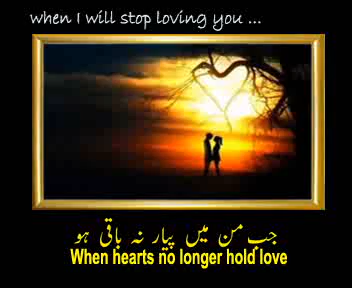 when I will stop loving you ...
جب من میں پیار نہ باقی ہو
When hearts no longer hold love